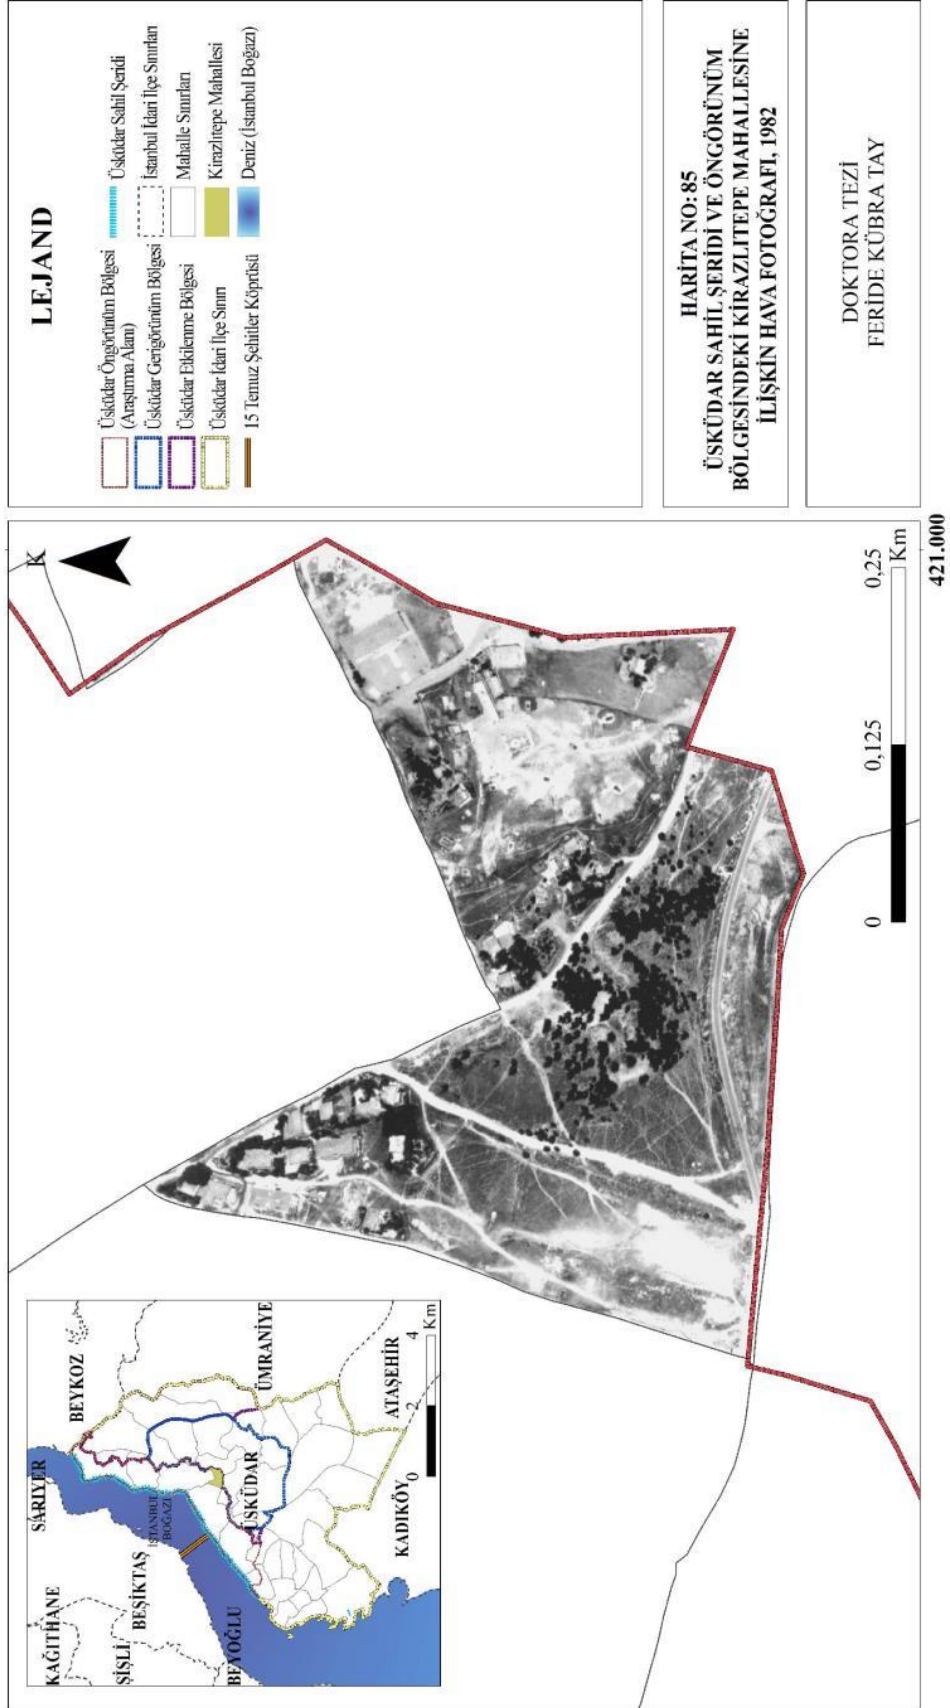 LEJAND
Üsküdar Öngörünüm Bölgesi
(Araştırma Alanı)
Üsküdar Gerigörünüm Bölgesi
Üsküdar Etkilenme Bölgesi
Üsküdar İdari İlçe Sınırı
15 Temuz Şehitler Köprüsü
Üsküdar Sahil Şeridi
İstanbul İdari İlçe Sınırları
Mahalle Sınırları
Kirazlıtepe Mahallesi
Deniz (İstanbul Boğazı)
HARİTA NO: 85
ÜSKÜDAR SAHİL ŞERİDİ VE ÖNGÖRÜNÜM
BÖLGESİNDEKİ KİRAZLITEPE MAHALLESİNE
İLİŞKİN HAVA FOTOĞRAFI, 1982
DOKTORA TEZİ
FERİDE KÜBRA TAY
K
0 0,125 0,25
Km
421.000
KAĞITHANE
SARIYER
ŞİŞLİ
BEŞİKTAŞ
İSTANBUL
BOĞAZI
BEYKOZ
BEYOĞLU
ÜSKÜDAR
ÜMRANİYE
KADIKÖY
ATAŞEHİR
0 2 4
Km